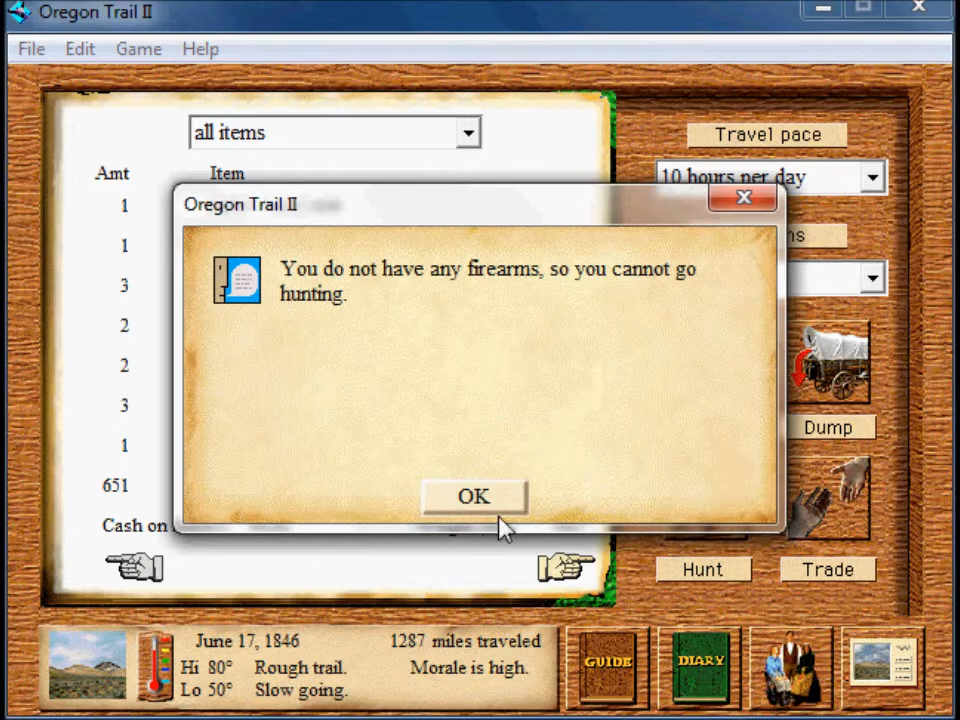 Oregon Trail II
File Edit Game Help
all items
Amt Item
1
1
3
2
2
3
1
651
Cash on
Travel pace
10 hours per day
Oregon Trail II
You do not have any firearms, so you cannot go
hunting.
OK
Dump
Hunt Trade
June 17, 1846 1287 miles traveled
Hi 80° Rough trail. Morale is high.
Lo 50° Slow going.
GUIDE
DIARY